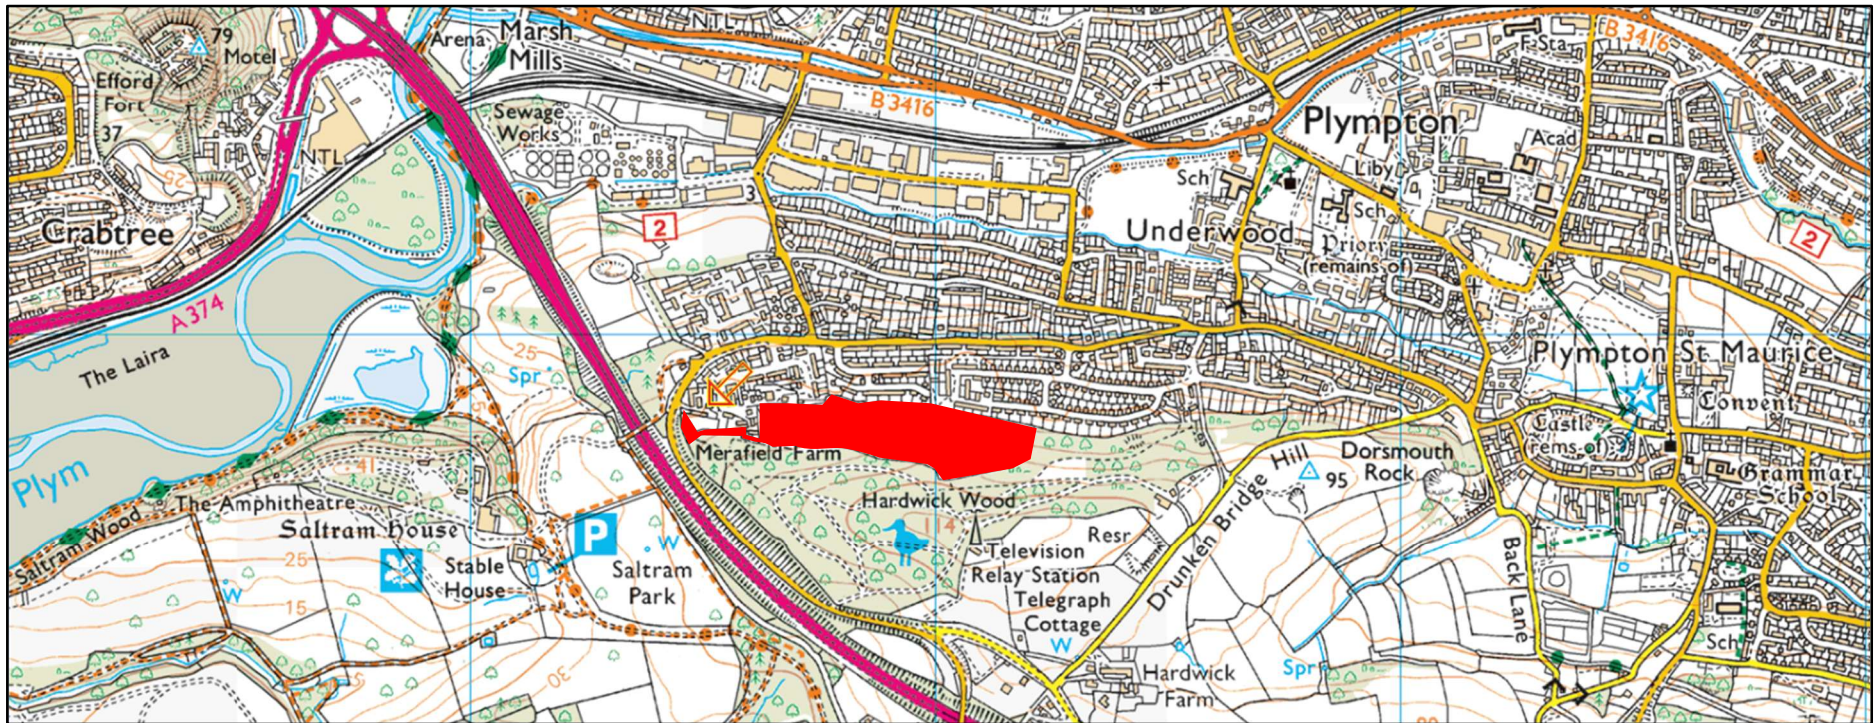 79
Motel
Efford
Fort
37
NTL
25
Crabtree
A374
The Laira
Plym
Arena
Marsh
Mills
NTL
Sewage
Works
B 3416
3
2
Plympton
F Sta
B 3416
Acad
Liby
Sch
Sch
Underwood
Priory
(remains of)
2
25
Spr
Plympton St Maurice
Convent
Castle
(rems of)
Grammar
School
Merafield Farm
Hardwick Wood
114
Television
Relay Station
Telegraph
Cottage
W
Resr
Drunken Bridge Hill
95
Dorsmouth
Rock
Back Lane
Sch
Hardwick
Farm
Spr
41
The Amphitheatre
Saltram Wood
Saltram House
Stable
House
P
W
Saltram
Park
25
15
W
30